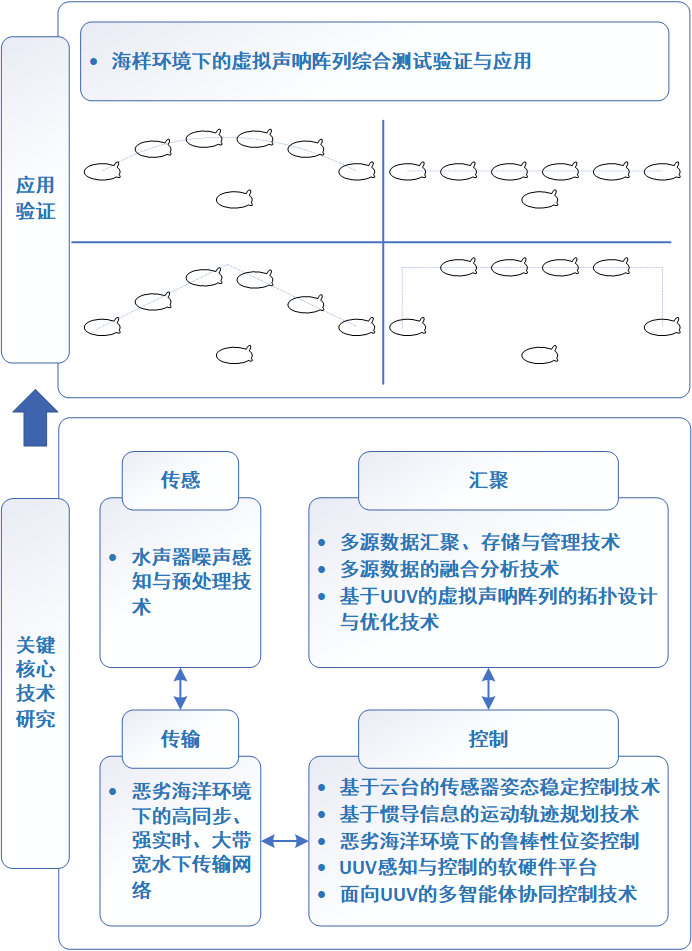 海样环境下的虚拟声呐阵列综合测试验证与应用
应用
验证
传感
汇聚
水声器噪声感
知与预处理技
术
多源数据汇聚、存储与管理技术
多源数据的融合分析技术
基于UUV的虚拟声呐阵列的拓扑设计
与优化技术
关键
核心
技术
研究
传输
控制
恶劣海洋环境
下的高同步、
强实时、大带
宽水下传输网
络
基于云台的传感器姿态稳定控制技术
基于惯导信息的运动轨迹规划技术
恶劣海洋环境下的鲁棒性位姿控制
UUV感知与控制的软硬件平台
面向UUV的多智能体协同控制技术